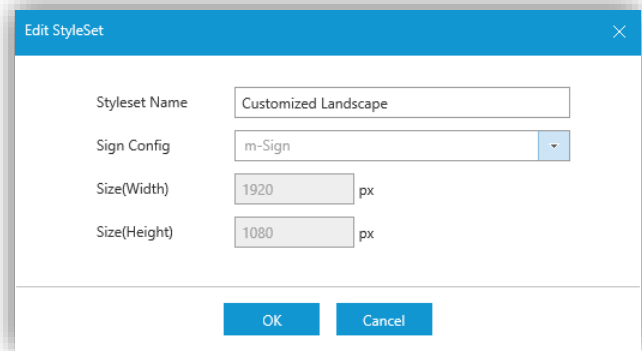 Edit StyleSet
Styleset Name Customized Landscape
Sign Config m-Sign
Size(Width) 1920 px
Size(Height) 1080 px
OK Cancel